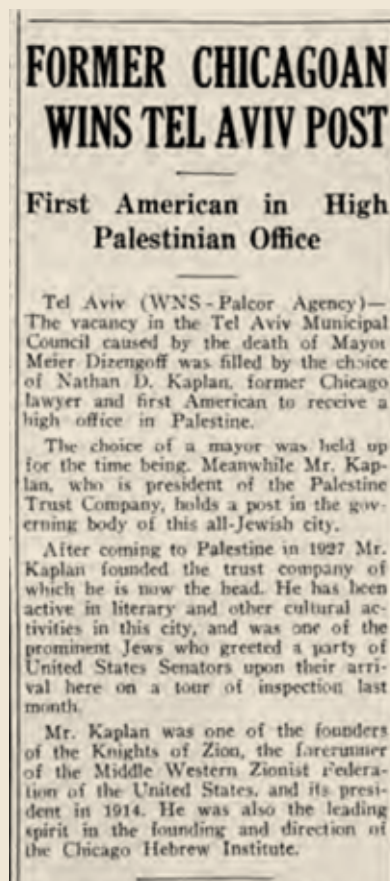 FORMER CHICAGOAN
WINS TEL AVIV POST
First American in High
Palestinian Office
Tel Aviv (WNS - Palcor Agency)—
The vacancy in the Tel Aviv Municipal
Council caused by the death of Mayor
Meier Dizengoff was filled by the choice
of Nathan D. Kaplan, former Chicago
lawyer and first American to receive a
high office in Palestine.
The choice of a mayor was held up
for the time being. Meanwhile Mr. Kap-
lan, who is president of the Palestine
Trust Company, holds a post in the gov-
erning body of this all-Jewish city.
After coming to Palestine in 1927 Mr.
Kaplan founded the trust company of
which he is now the head. He has been
active in literary and other cultural ac-
tivities in this city, and was one of the
prominent Jews who greeted a party of
United States Senators upon their arri-
val here on a tour of inspection last
month.
Mr. Kaplan was one of the founders
of the Knights of Zion, the forerunner
of the Middle Western Zionist Federa-
tion of the United States, and its presi-
dent in 1914. He was also the leading
spirit in the founding and direction of
the Chicago Hebrew Institute.